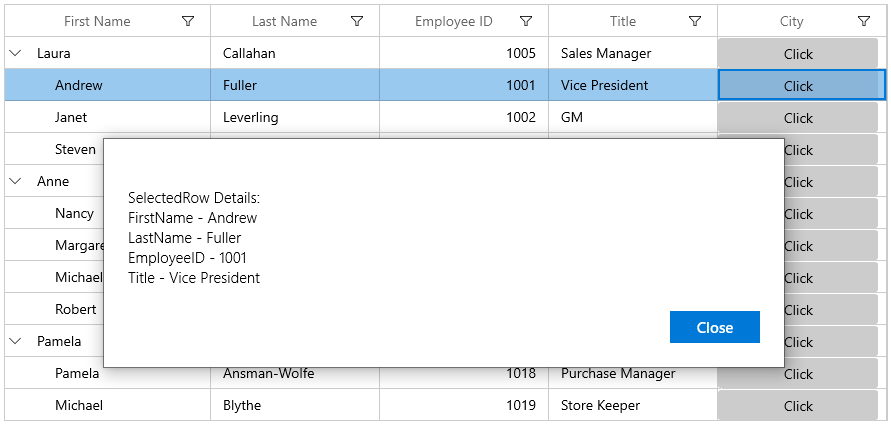 First Name Last Name Employee ID Title City
Laura Callahan 1005 Sales Manager Click
Andrew Fuller 1001 Vice President Click
Janet Leverling 1002 GM Click
Steven Click
Anne Click
Nancy Click
Click
Michael Click
Robert Click
Pamela Click
SelectedRow Details:
FirstName - Andrew
LastName - Fuller
EmployeeID - 1001
Title - Vice President
Close
Pamela Ansman-Wolfe 1018 Purchase Manager Click
Michael Blythe 1019 Store Keeper Click